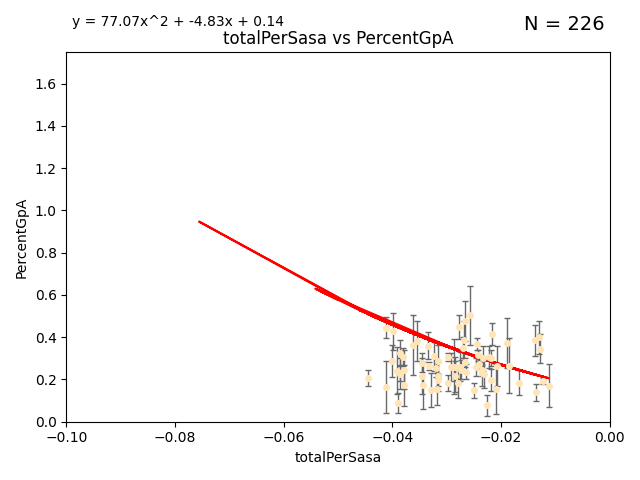 y = 77.07x^2 + -4.83x + 0.14
N = 226
totalPerSasa vs PercentGpA
PercentGpA
1.6
1.4
1.2
1.0
0.8
0.6
0.4
0.2
0.0
−0.10 −0.08 −0.06 −0.04 −0.02 0.00
totalPerSasa